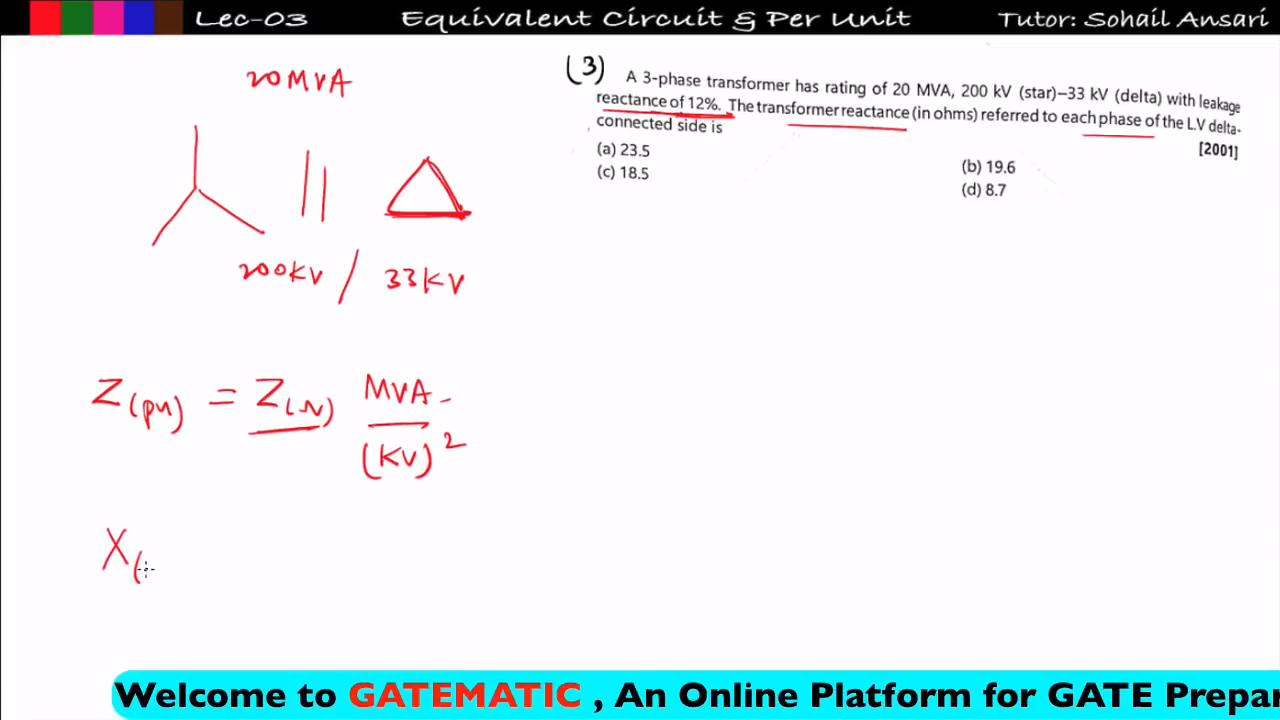 Lec-03 Equivalent Circuit & Per Unit Tutor: Sohail Ansari
20 MVA
200KV / 33KV
Z(pu) = Z(Ω) MVA
(KV)2
X(
(3)
A 3-phase transformer has rating of 20 MVA, 200 kV (star)–33 kV (delta) with leakage
reactance of 12%. The transformer reactance (in ohms) referred to each phase of the L.V delta-
connected side is
[2001]
(a) 23.5
(b) 19.6
(c) 18.5
(d) 8.7
Welcome to GATEMATIC , An Online Platform for GATE Prepar